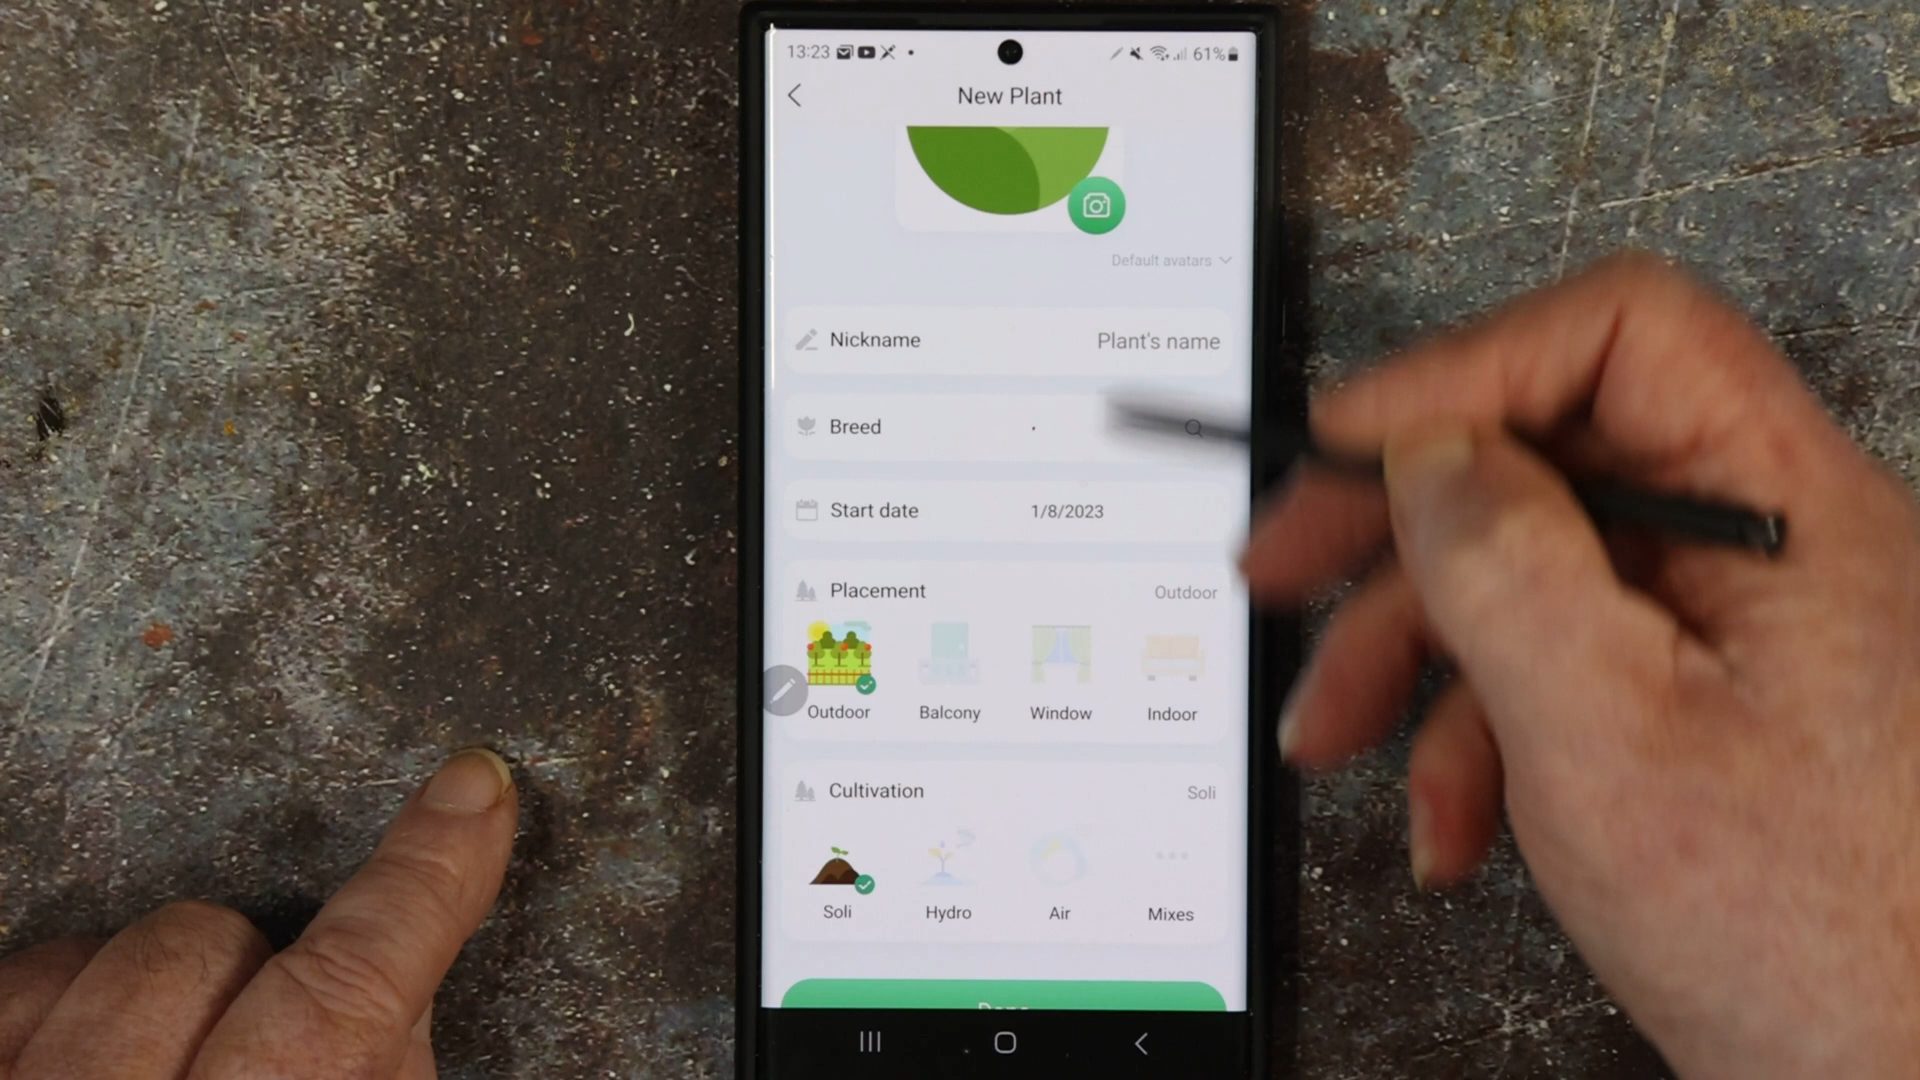 13:23 61%
New Plant
Default avatars
Nickname Plant's name
Breed
Start date 1/8/2023
Placement Outdoor
Outdoor Balcony Window Indoor
Cultivation Soli
Soli Hydro Air Mixes